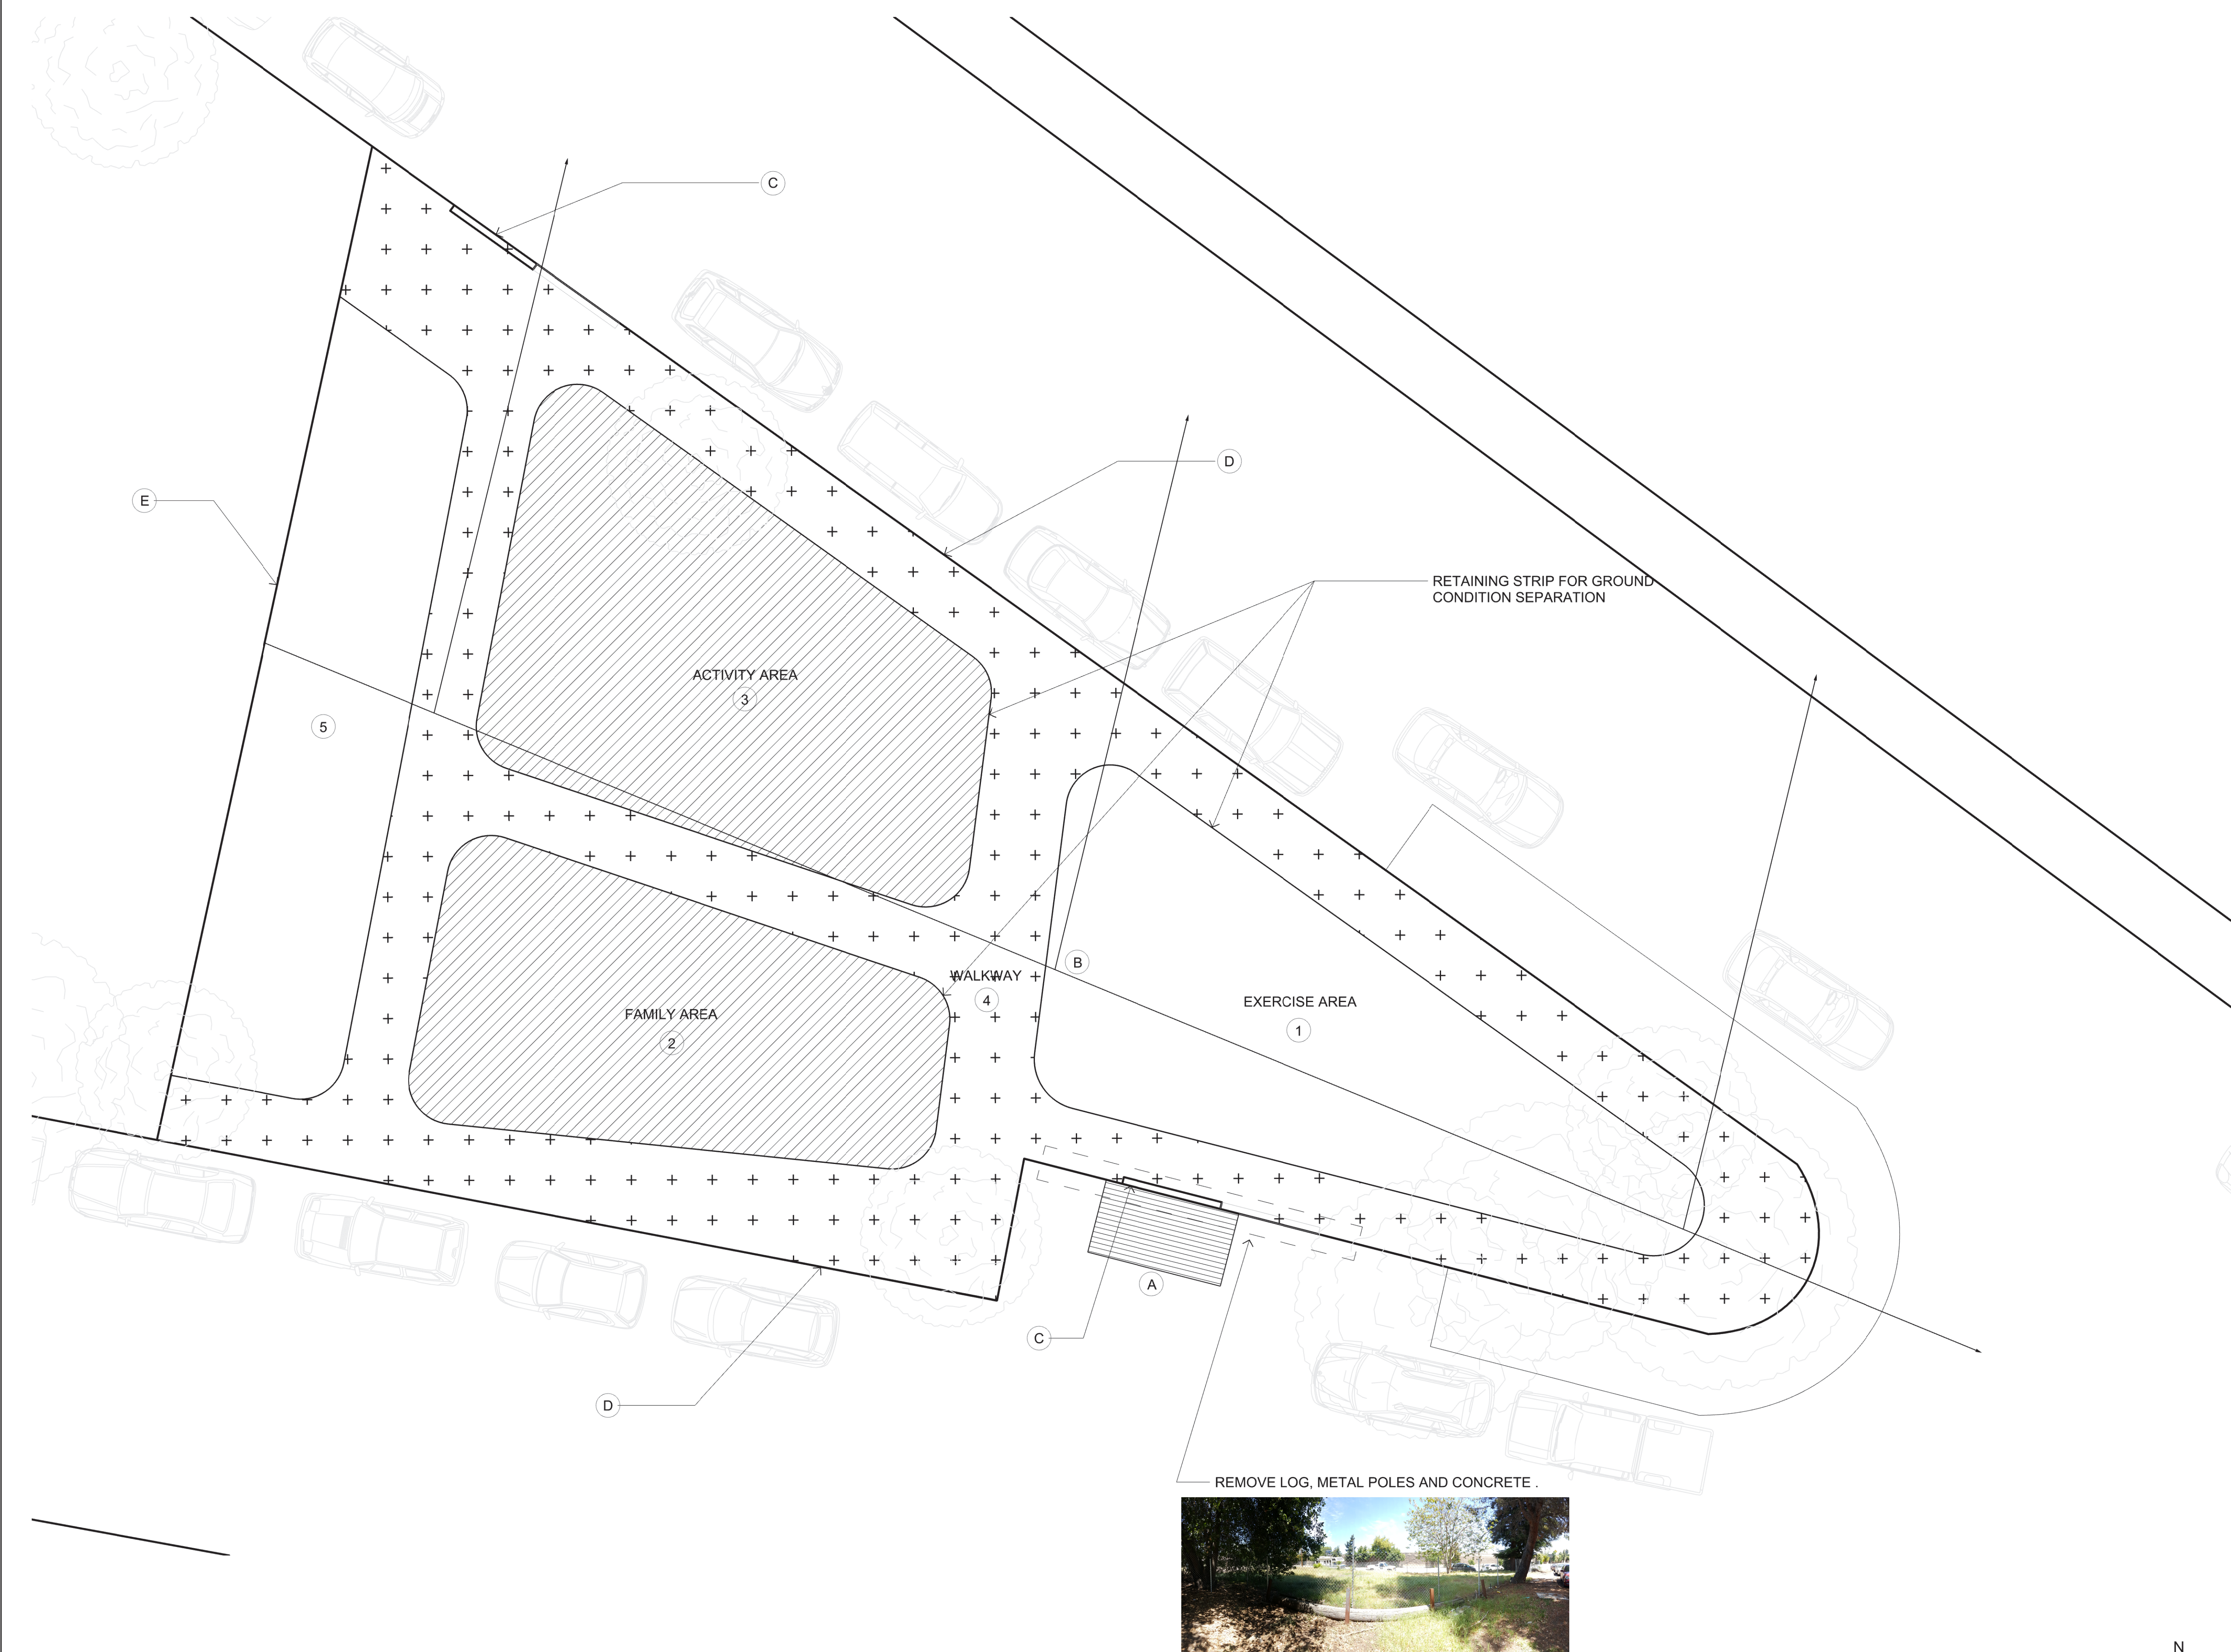 C
D
E
RETAINING STRIP FOR GROUND
CONDITION SEPARATION
ACTIVITY AREA
3
5
B
WALKWAY
4
EXERCISE AREA
1
FAMILY AREA
2
A
C
D
REMOVE LOG, METAL POLES AND CONCRETE .
N